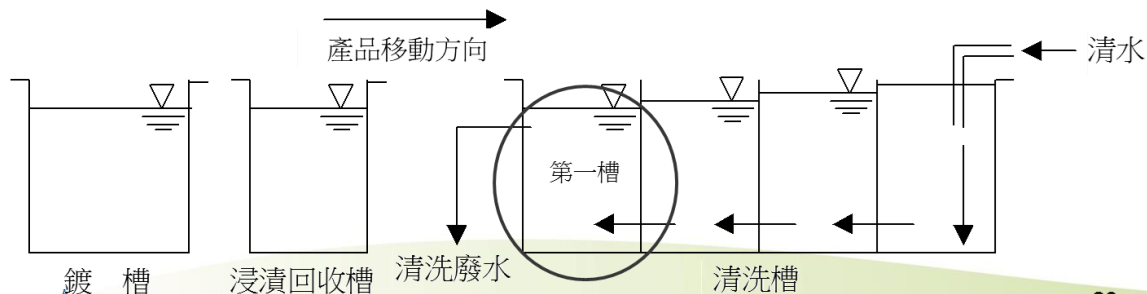 產品移動方向
清水
第一槽
鍍 槽
浸漬回收槽
清洗廢水
清洗槽